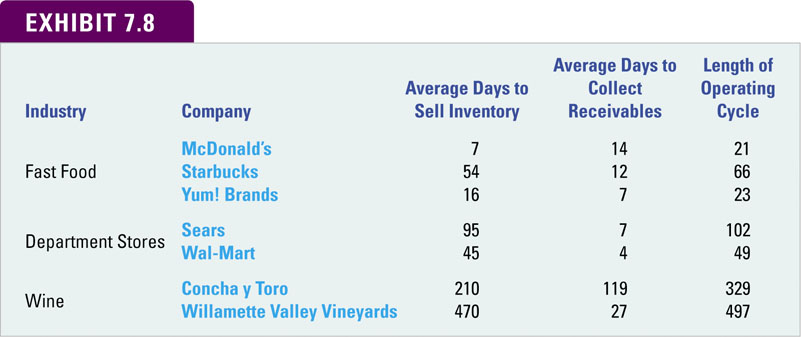 EXHIBIT 7.8
Industry Company Average Days to Sell Inventory Average Days to Collect Receivables Length of Operating Cycle
Fast Food
McDonald's 7 14 21
Starbucks 54 12 66
Yum! Brands 16 7 23
Department Stores
Sears 95 7 102
Wal-Mart 45 4 49
Wine
Concha y Toro 210 119 329
Willamette Valley Vineyards 470 27 497